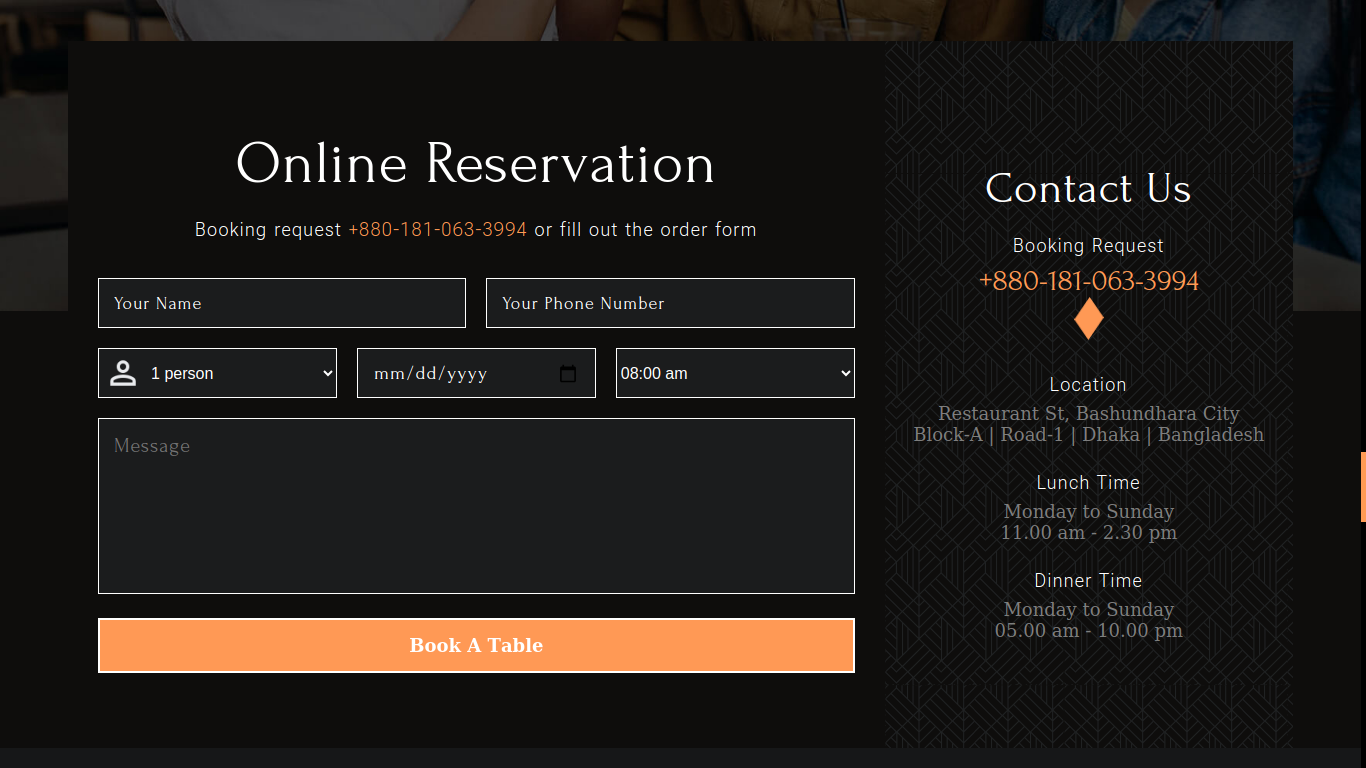 Online Reservation
Booking request +880-181-063-3994 or fill out the order form
Your Name
Your Phone Number
1 person
mm/dd/yyyy
08:00 am
Message
Book A Table
Contact Us
Booking Request
+880-181-063-3994
Location
Restaurant St, Bashundhara City
Block-A | Road-1 | Dhaka | Bangladesh
Lunch Time
Monday to Sunday
11.00 am - 2.30 pm
Dinner Time
Monday to Sunday
05.00 am - 10.00 pm